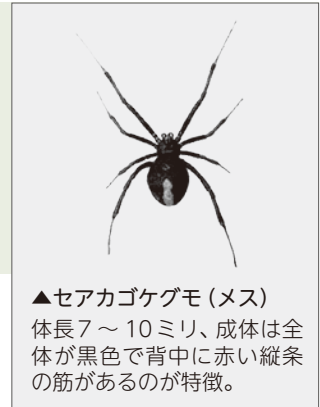 ▲セアカゴケグモ（メス）
体長７～10ミリ、成体は全
体が黒色で背中に赤い縦条
の筋があるのが特徴。